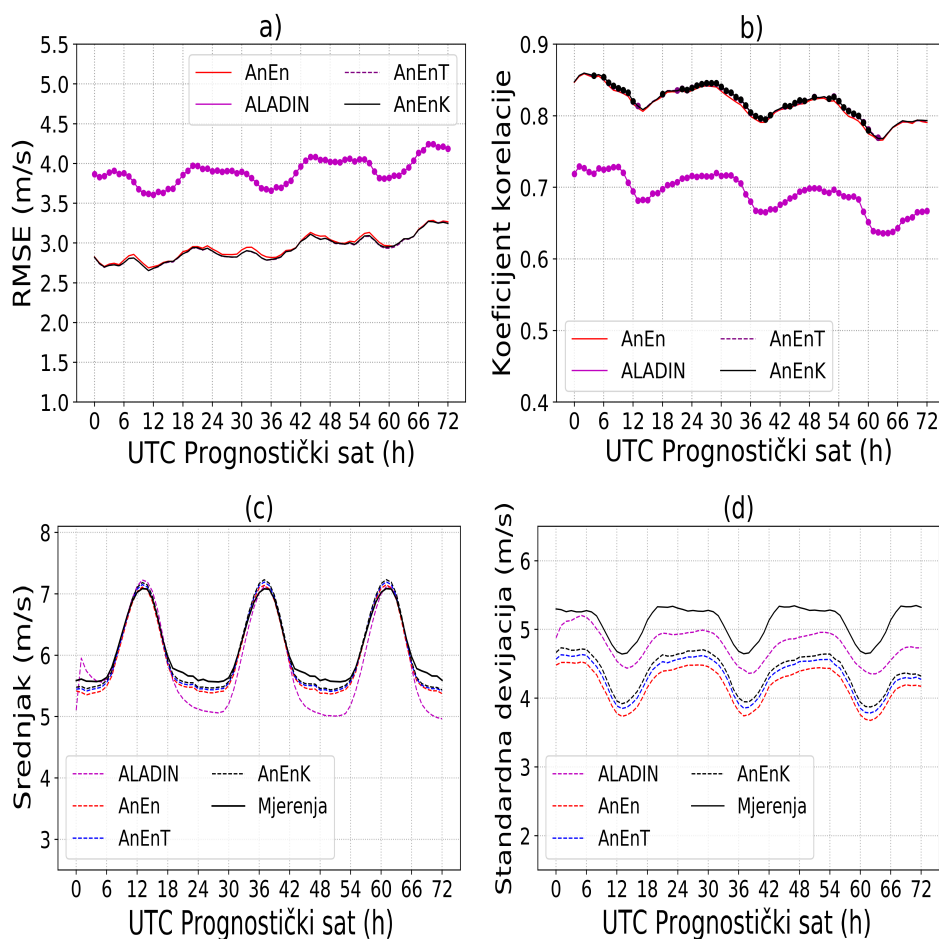 a)
RMSE (m/s)
5.5
5.0
4.5
4.0
3.5
3.0
2.5
2.0
1.5
1.0
AnEn
ALADIN
AnEnT
AnEnK
0 6 12 18 24 30 36 42 48 54 60 66 72
UTC Prognostički sat (h)
b)
Koeficijent korelacije
0.9
0.8
0.7
0.6
0.5
0.4
AnEn
ALADIN
AnEnT
AnEnK
0 6 12 18 24 30 36 42 48 54 60 66 72
UTC Prognostički sat (h)
(c)
Srednjak (m/s)
8
7
6
5
4
3
ALADIN
AnEn
AnEnT
AnEnK
Mjerenja
0 6 12 18 24 30 36 42 48 54 60 66 72
UTC Prognostički sat (h)
(d)
Standardna devijacija (m/s)
6
5
4
3
2
ALADIN
AnEn
AnEnT
AnEnK
Mjerenja
0 6 12 18 24 30 36 42 48 54 60 66 72
UTC Prognostički sat (h)